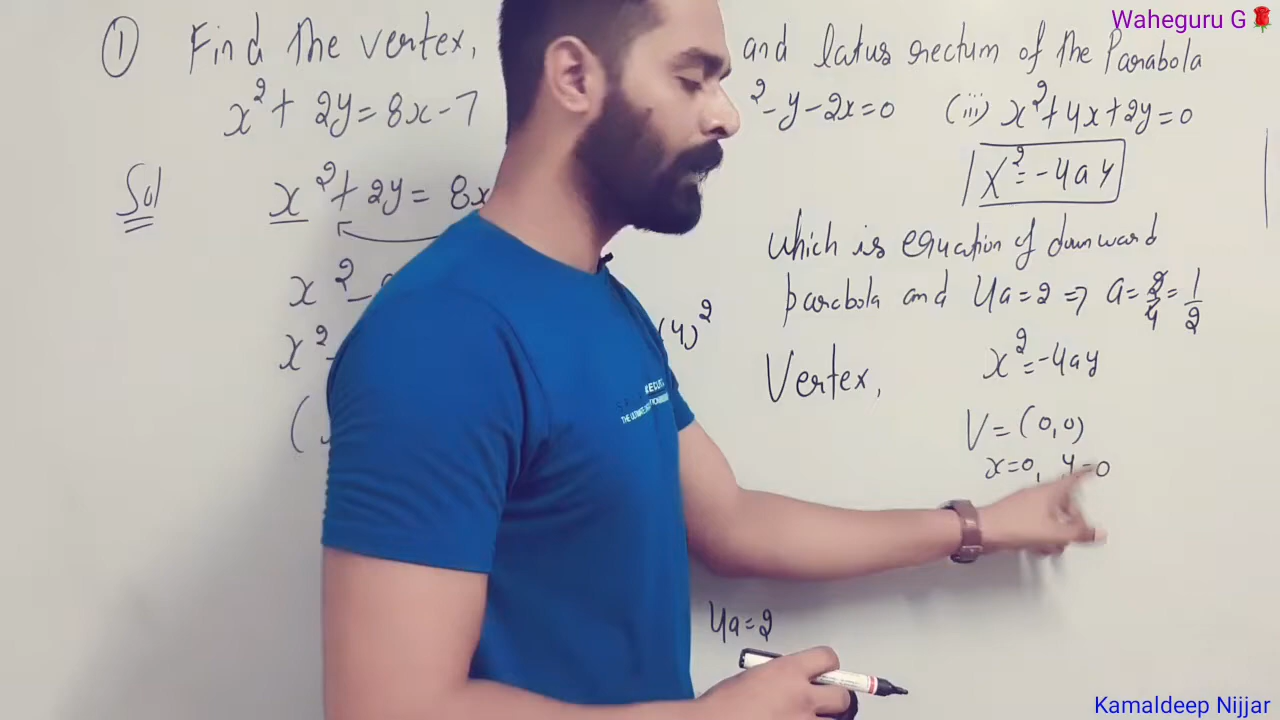 Waheguru G🌹
① Find the vertex, and latus rectum of the Parabola
x² + 2y = 8x - 7
² - y - 2x = 0 (iii) x² + 4x + 2y = 0
Sol
x² + 2y = 8x
x² -
x² -
(4)²
X² = -4ay
which is equation of downward
parabola and 4a = 2 ⇒ a = 2/4 = 1/2
Vertex,
x² = -4ay
V = (0,0)
x = 0, y = 0
4a = 2
Kamaldeep Nijjar